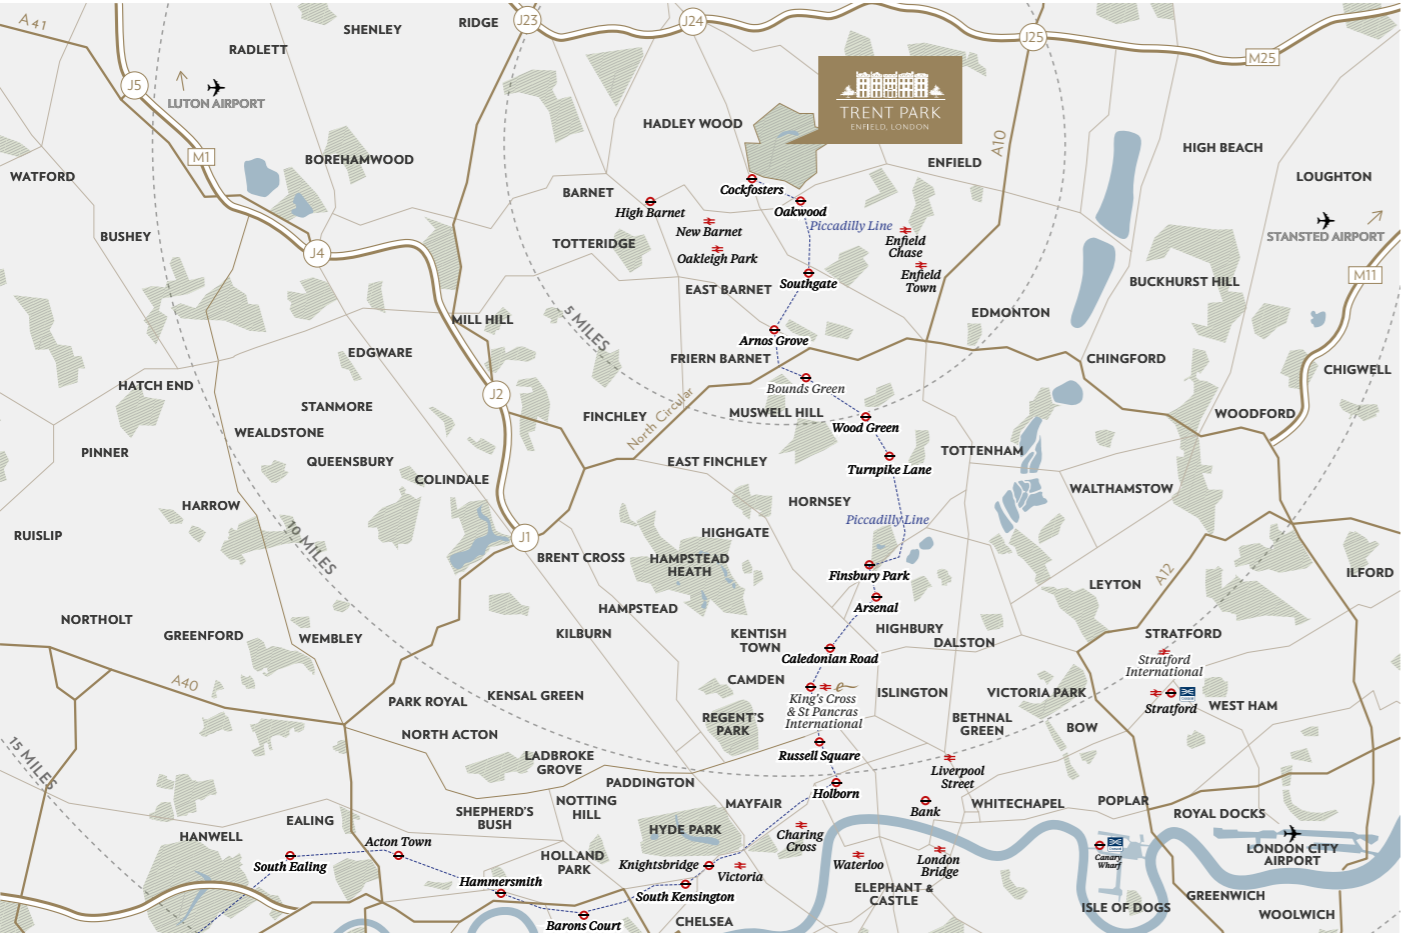 A41
SHENLEY
RIDGE
J23
J24
J25
M25
RADLETT
J5
LUTON AIRPORT
TRENT PARK
ENFIELD, LONDON
HADLEY WOOD
A10
M1
BOREHAMWOOD
ENFIELD
HIGH BEACH
WATFORD
LOUGHTON
BARNET
Cockfosters
High Barnet
Oakwood
New Barnet
Piccadilly Line
STANSTED AIRPORT
BUSHEY
J4
TOTTERIDGE
Oakleigh Park
Enfield
Chase
Enfield
Town
M11
EAST BARNET
Southgate
BUCKHURST HILL
MILL HILL
5 MILES
EDMONTON
Arnos Grove
EDGWARE
FRIERN BARNET
CHINGFORD
CHIGWELL
HATCH END
J2
Bounds Green
STANMORE
FINCHLEY
North Circular
MUSWELL HILL
Wood Green
WOODFORD
WEALDSTONE
PINNER
QUEENSBURY
EAST FINCHLEY
Turnpike Lane
TOTTENHAM
COLINDALE
WALTHAMSTOW
HARROW
HORNSEY
Piccadilly Line
RUISLIP
10 MILES
J1
HIGHGATE
BRENT CROSS
HAMPSTEAD
HEATH
Finsbury Park
A12
ILFORD
LEYTON
HAMPSTEAD
Arsenal
NORTHOLT
GREENFORD
WEMBLEY
KILBURN
KENTISH
TOWN
HIGHBURY
DALSTON
STRATFORD
Caledonian Road
Stratford
International
A40
CAMDEN
PARK ROYAL
KENSAL GREEN
King's Cross
& St Pancras
International
ISLINGTON
VICTORIA PARK
Stratford
WEST HAM
REGENT'S
PARK
BETHNAL
GREEN
BOW
NORTH ACTON
15 MILES
LADBROKE
GROVE
Russell Square
Liverpool
Street
PADDINGTON
Holborn
NOTTING
HILL
MAYFAIR
Bank
WHITECHAPEL
POPLAR
ROYAL DOCKS
SHEPHERD'S
BUSH
EALING
HANWELL
Acton Town
HYDE PARK
Charing
Cross
LONDON CITY
AIRPORT
South Ealing
HOLLAND
PARK
Knightsbridge
Victoria
Waterloo
London
Bridge
Canary
Wharf
Hammersmith
South Kensington
ELEPHANT &
CASTLE
GREENWICH
ISLE OF DOGS
WOOLWICH
Barons Court
CHELSEA